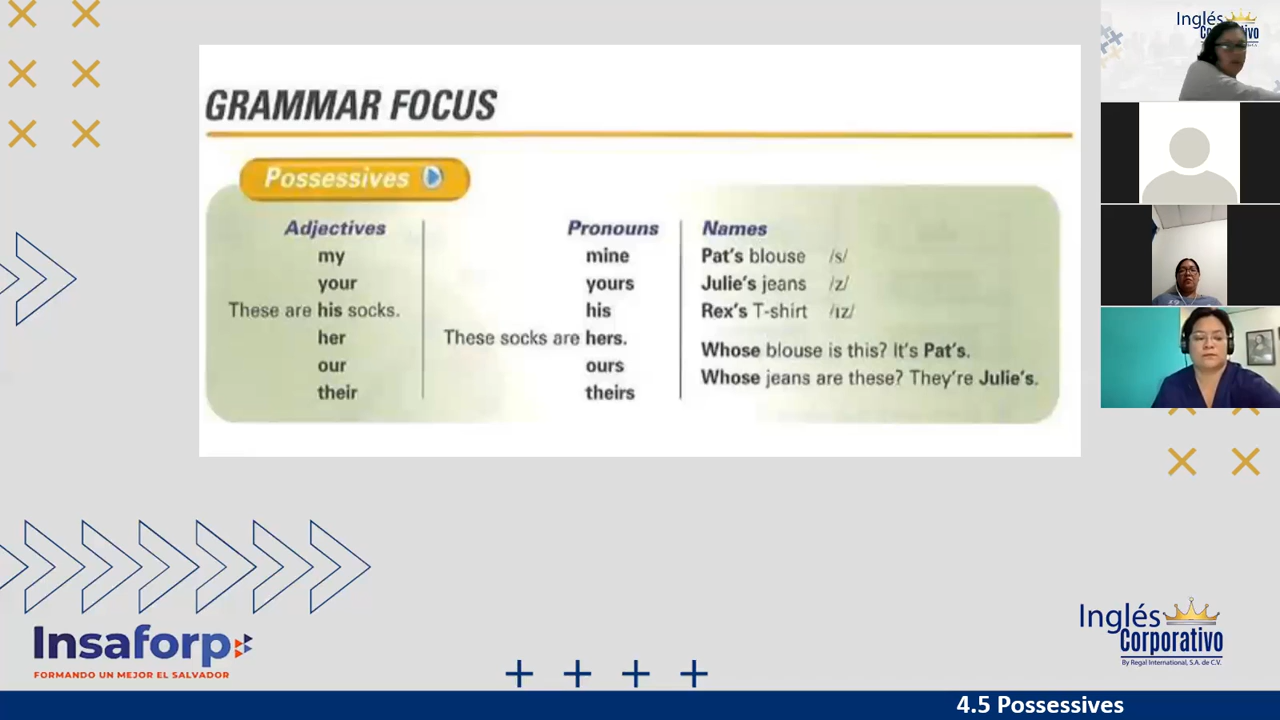 GRAMMAR FOCUS
Possessives
Adjectives
my
your
These are his socks.
her
our
their
Pronouns
mine
yours
his
These socks are hers.
ours
theirs
Names
Pat's blouse /s/
Julie's jeans /z/
Rex's T-shirt /ɪz/
Whose blouse is this? It's Pat's.
Whose jeans are these? They're Julie's.
Inglés
Insaforp
FORMANDO UN MEJOR EL SALVADOR
Inglés
Corporativo
By Regal International, S.A. de C.V.
4.5 Possessives